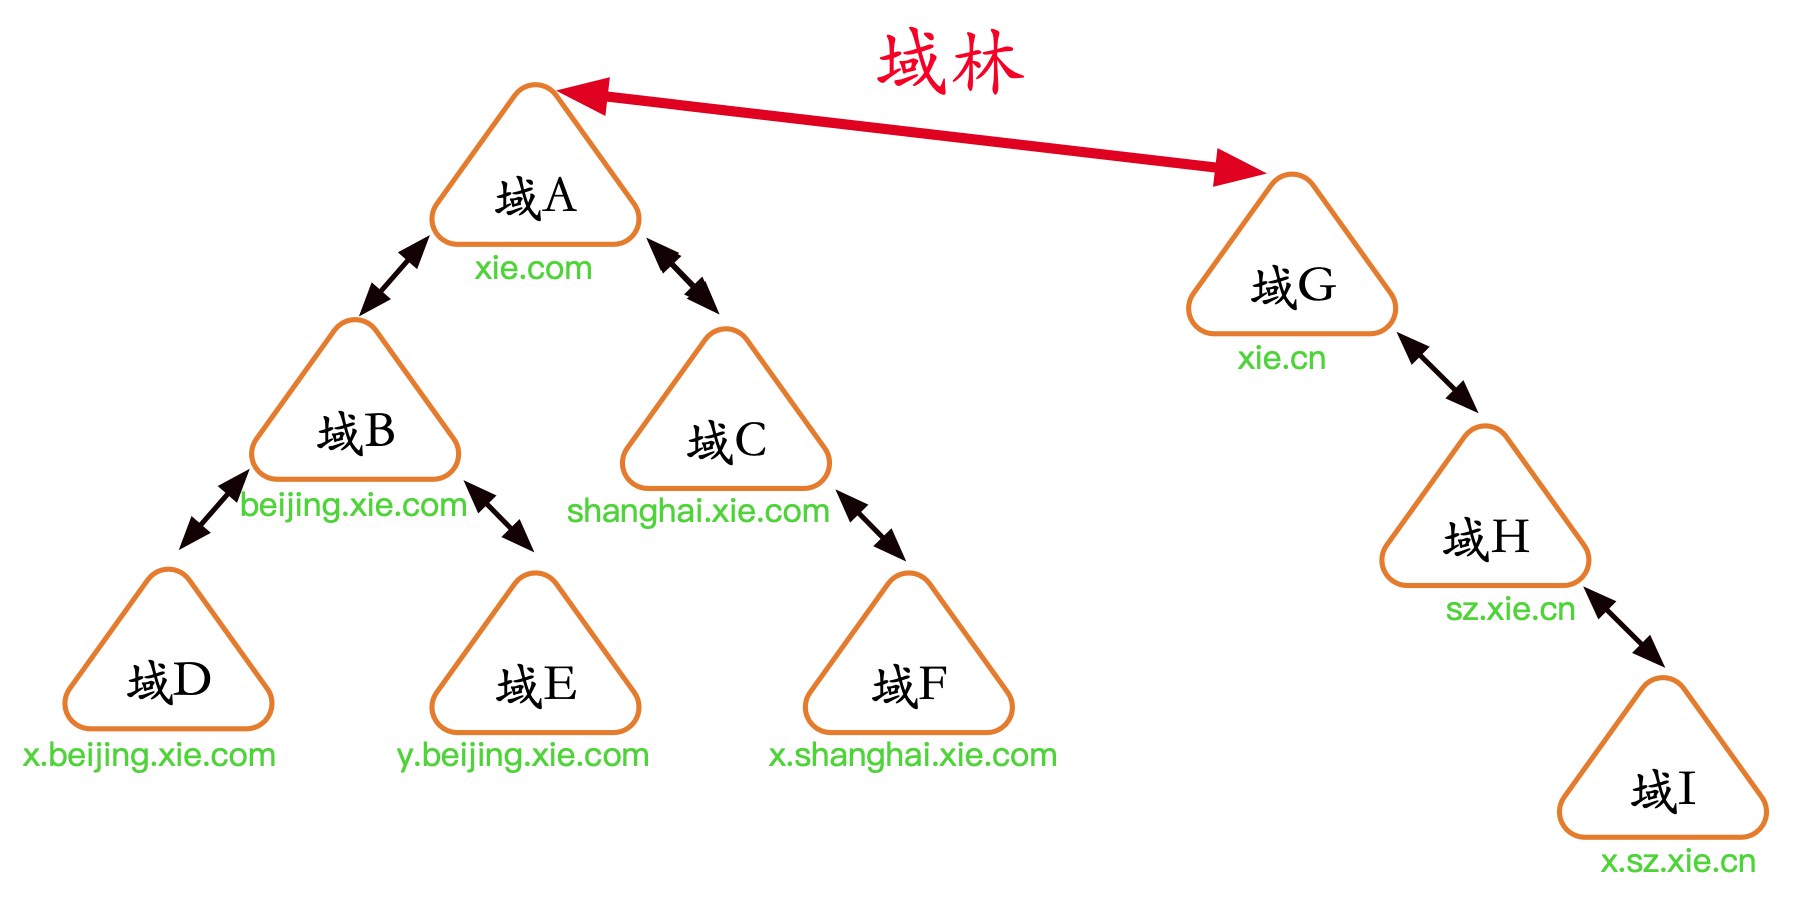 域林
域A
xie.com
域G
xie.cn
域B
beijing.xie.com
域C
shanghai.xie.com
域H
sz.xie.cn
域D
x.beijing.xie.com
域E
y.beijing.xie.com
域F
x.shanghai.xie.com
域I
x.sz.xie.cn